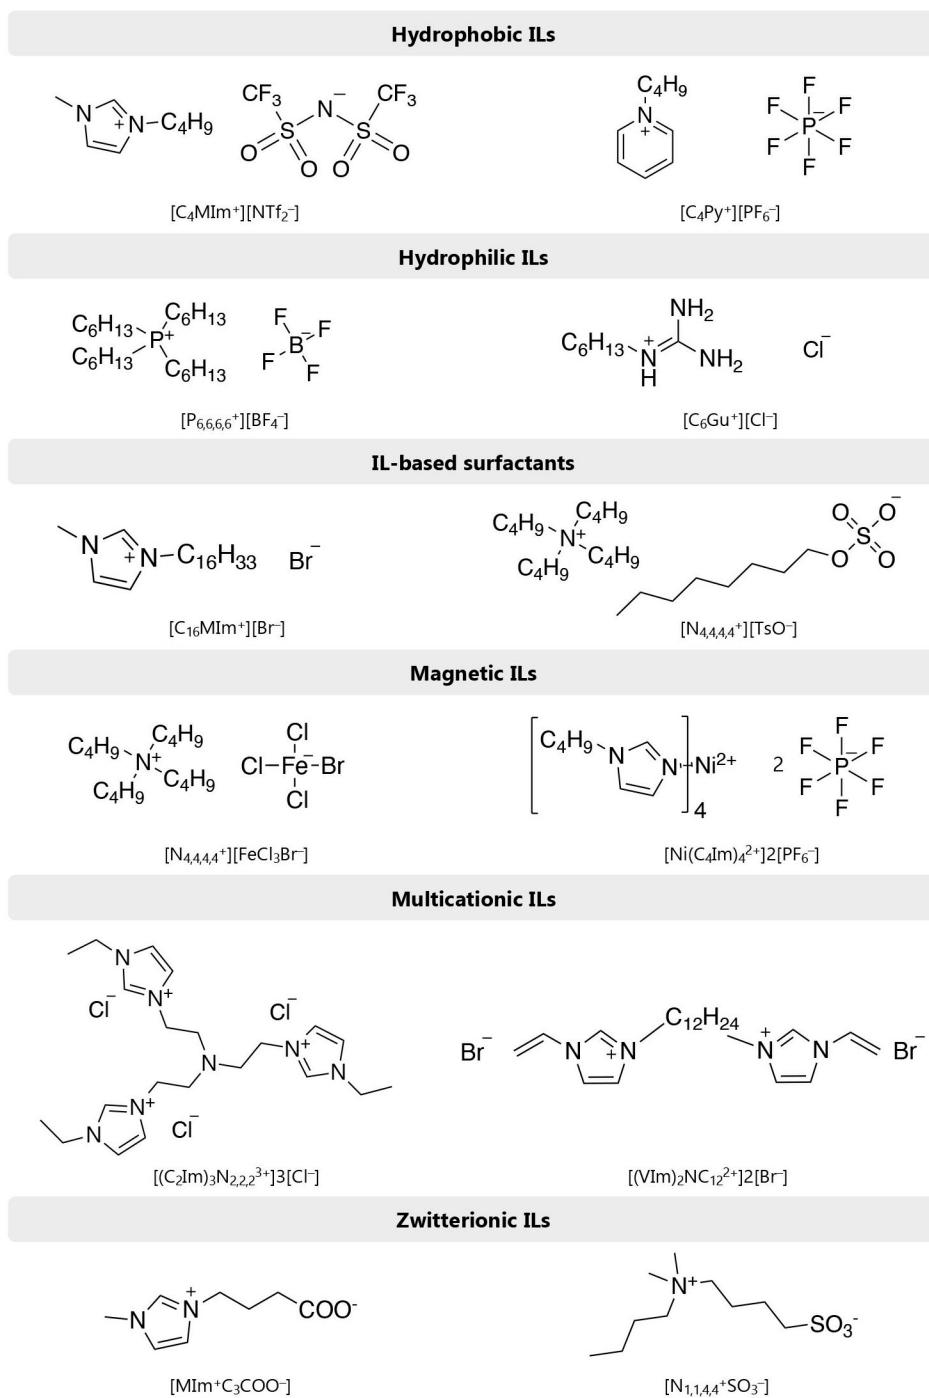 Hydrophobic ILs
N + N C₄H₉ CF₃ CF₃ N⁻ S S O O O O
C₄H₉ N + F F F P⁻ F F F
[C₄MIm⁺][NTf₂⁻] [C₄Py⁺][PF₆⁻]
Hydrophilic ILs
C₆H₁₃ C₆H₁₃ P⁺ C₆H₁₃ C₆H₁₃ F F B⁻ F F
NH₂ C₆H₁₃ + N H NH₂ Cl⁻
[P₆,₆,₆,₆⁺][BF₄⁻] [C₆Gu⁺][Cl⁻]
IL-based surfactants
N + N C₁₆H₃₃ Br⁻
C₄H₉ C₄H₉ N⁺ C₄H₉ C₄H₉ O O⁻ S O O
[C₁₆MIm⁺][Br⁻] [N₄,₄,₄,₄⁺][TsO⁻]
Magnetic ILs
C₄H₉ C₄H₉ N⁺ C₄H₉ C₄H₉ Cl Cl Fe⁻ Br Cl
C₄H₉ N N Ni²⁺ 4 2 F F F P⁻ F F F
[N₄,₄,₄,₄⁺][FeCl₃Br⁻] [Ni(C₄Im)₄²⁺]2[PF₆⁻]
Multicationic ILs
N N⁺ Cl⁻ Cl⁻ N N⁺ N N⁺ N Cl⁻
Br⁻ N + N C₁₂H₂₄ + N N Br⁻
[(C₂Im)₃N₂,₂,₂³⁺]3[Cl⁻] [(VIm)₂NC₁₂²⁺]2[Br⁻]
Zwitterionic ILs
N + N COO⁻
N⁺ SO₃⁻
[MIm⁺C₃COO⁻] [N₁,₁,₄,₄⁺SO₃⁻]